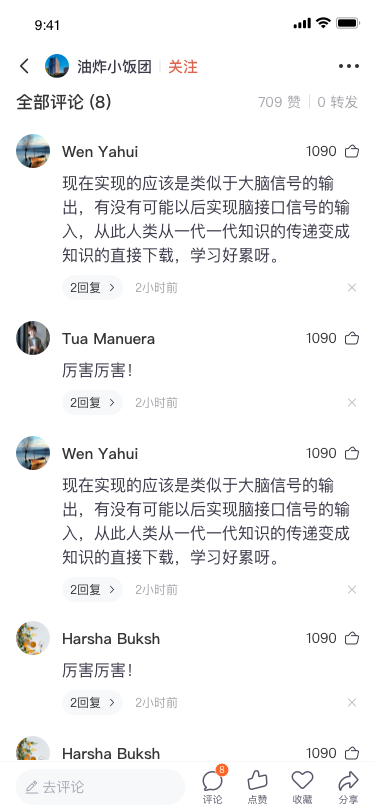 9:41
油炸小饭团 关注
全部评论 (8) 709 赞 0 转发
Wen Yahui 1090
现在实现的应该是类似于大脑信号的输
出，有没有可能以后实现脑接口信号的输
入，从此人类从一代一代知识的传递变成
知识的直接下载，学习好累呀。
2回复 2小时前
Tua Manuera 1090
厉害厉害！
2回复 2小时前
Wen Yahui 1090
现在实现的应该是类似于大脑信号的输
出，有没有可能以后实现脑接口信号的输
入，从此人类从一代一代知识的传递变成
知识的直接下载，学习好累呀。
2回复 2小时前
Harsha Buksh 1090
厉害厉害！
2回复 2小时前
Harsha Buksh 1090
去评论 8
评论 点赞 收藏 分享